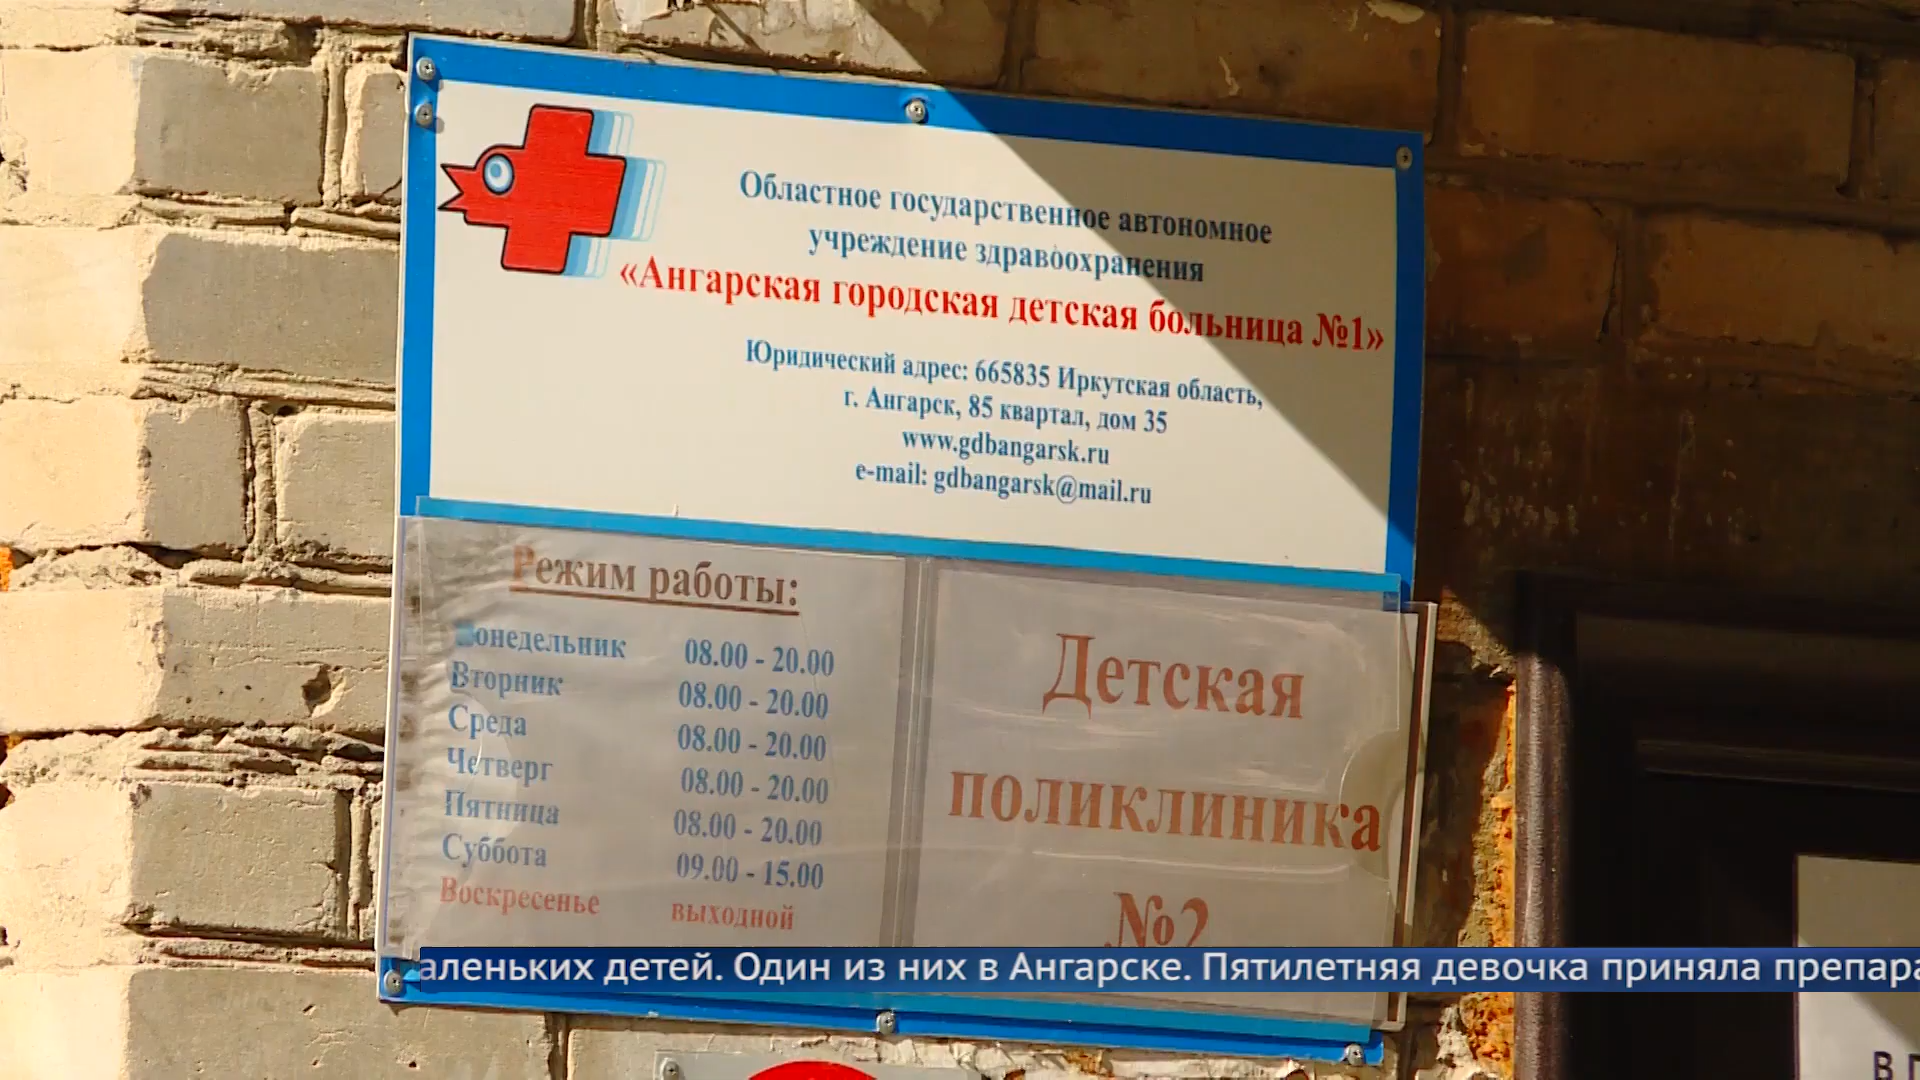 Областное государственное автономное
учреждение здравоохранения
«Ангарская городская детская больница №1»
Юридический адрес: 665835 Иркутская область,
г. Ангарск, 85 квартал, дом 35
www.gdbangarsk.ru
e-mail: gdbangarsk@mail.ru
Режим работы:
Понедельник 08.00 - 20.00
Вторник 08.00 - 20.00
Среда 08.00 - 20.00
Четверг 08.00 - 20.00
Пятница 08.00 - 20.00
Суббота 09.00 - 15.00
Воскресенье выходной
Детская
поликлиника
№2
аленьких детей. Один из них в Ангарске. Пятилетняя девочка приняла препара